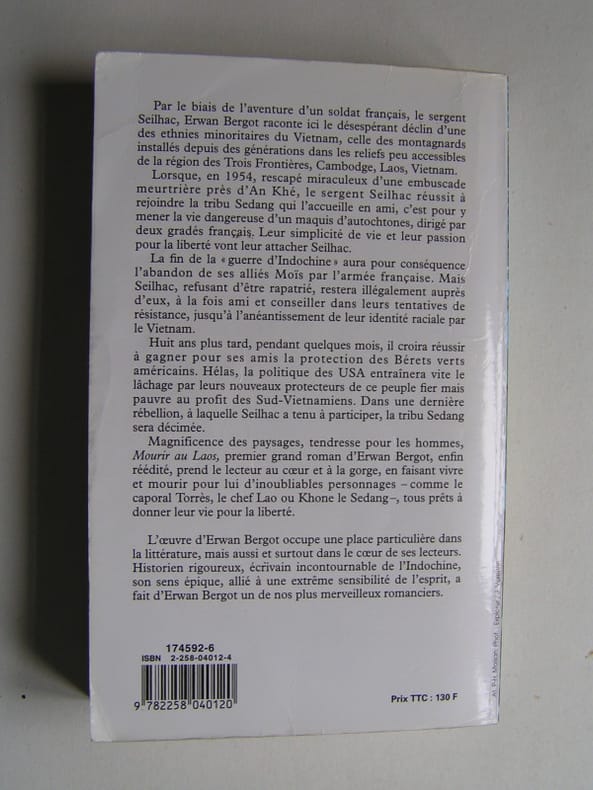 Par le biais de l'aventure d'un soldat français, le sergent
Seilhac, Erwan Bergot raconte ici le désespérant déclin d'une
des ethnies minoritaires du Vietnam, celle des montagnards
installés depuis des générations dans les reliefs peu accessibles
de la région des Trois Frontières, Cambodge, Laos, Vietnam.
Lorsque, en 1954, rescapé miraculeux d'une embuscade
meurtrière près d'An Khé, le sergent Seilhac réussit à
rejoindre la tribu Sedang qui l'accueille en ami, c'est pour y
mener la vie dangereuse d'un maquis d'autochtones, dirigé par
deux gradés français. Leur simplicité de vie et leur passion
pour la liberté vont leur attacher Seilhac.
La fin de la « guerre d'Indochine » aura pour conséquence
l'abandon de ses alliés Moïs par l'armée française. Mais
Seilhac, refusant d'être rapatrié, restera illégalement auprès
d'eux, à la fois ami et conseiller dans leurs tentatives de
résistance, jusqu'à l'anéantissement de leur identité raciale par
le Vietnam.
Huit ans plus tard, pendant quelques mois, il croira réussir
à gagner pour ses amis la protection des Bérets verts
américains. Hélas, la politique des USA entraînera vite le
lâchage par leurs nouveaux protecteurs de ce peuple fier mais
pauvre au profit des Sud-Vietnamiens. Dans une dernière
rébellion, à laquelle Seilhac a tenu à participer, la tribu Sedang
sera décimée.
Magnificence des paysages, tendresse pour les hommes,
Mourir au Laos, premier grand roman d'Erwan Bergot, enfin
réédité, prend le lecteur au cœur et à la gorge, en faisant vivre
et mourir pour lui d'inoubliables personnages – comme le
caporal Torrès, le chef Lao ou Khone le Sedang –, tous prêts à
donner leur vie pour la liberté.
L'œuvre d'Erwan Bergot occupe une place particulière dans
la littérature, mais aussi et surtout dans le cœur de ses lecteurs.
Historien rigoureux, écrivain incontournable de l'Indochine,
son sens épique, allié à une extrême sensibilité de l'esprit, a
fait d'Erwan Bergot un de nos plus merveilleux romanciers.
174592-6
ISBN 2-258-04012-4
9 782258 040120
Prix TTC : 130 F